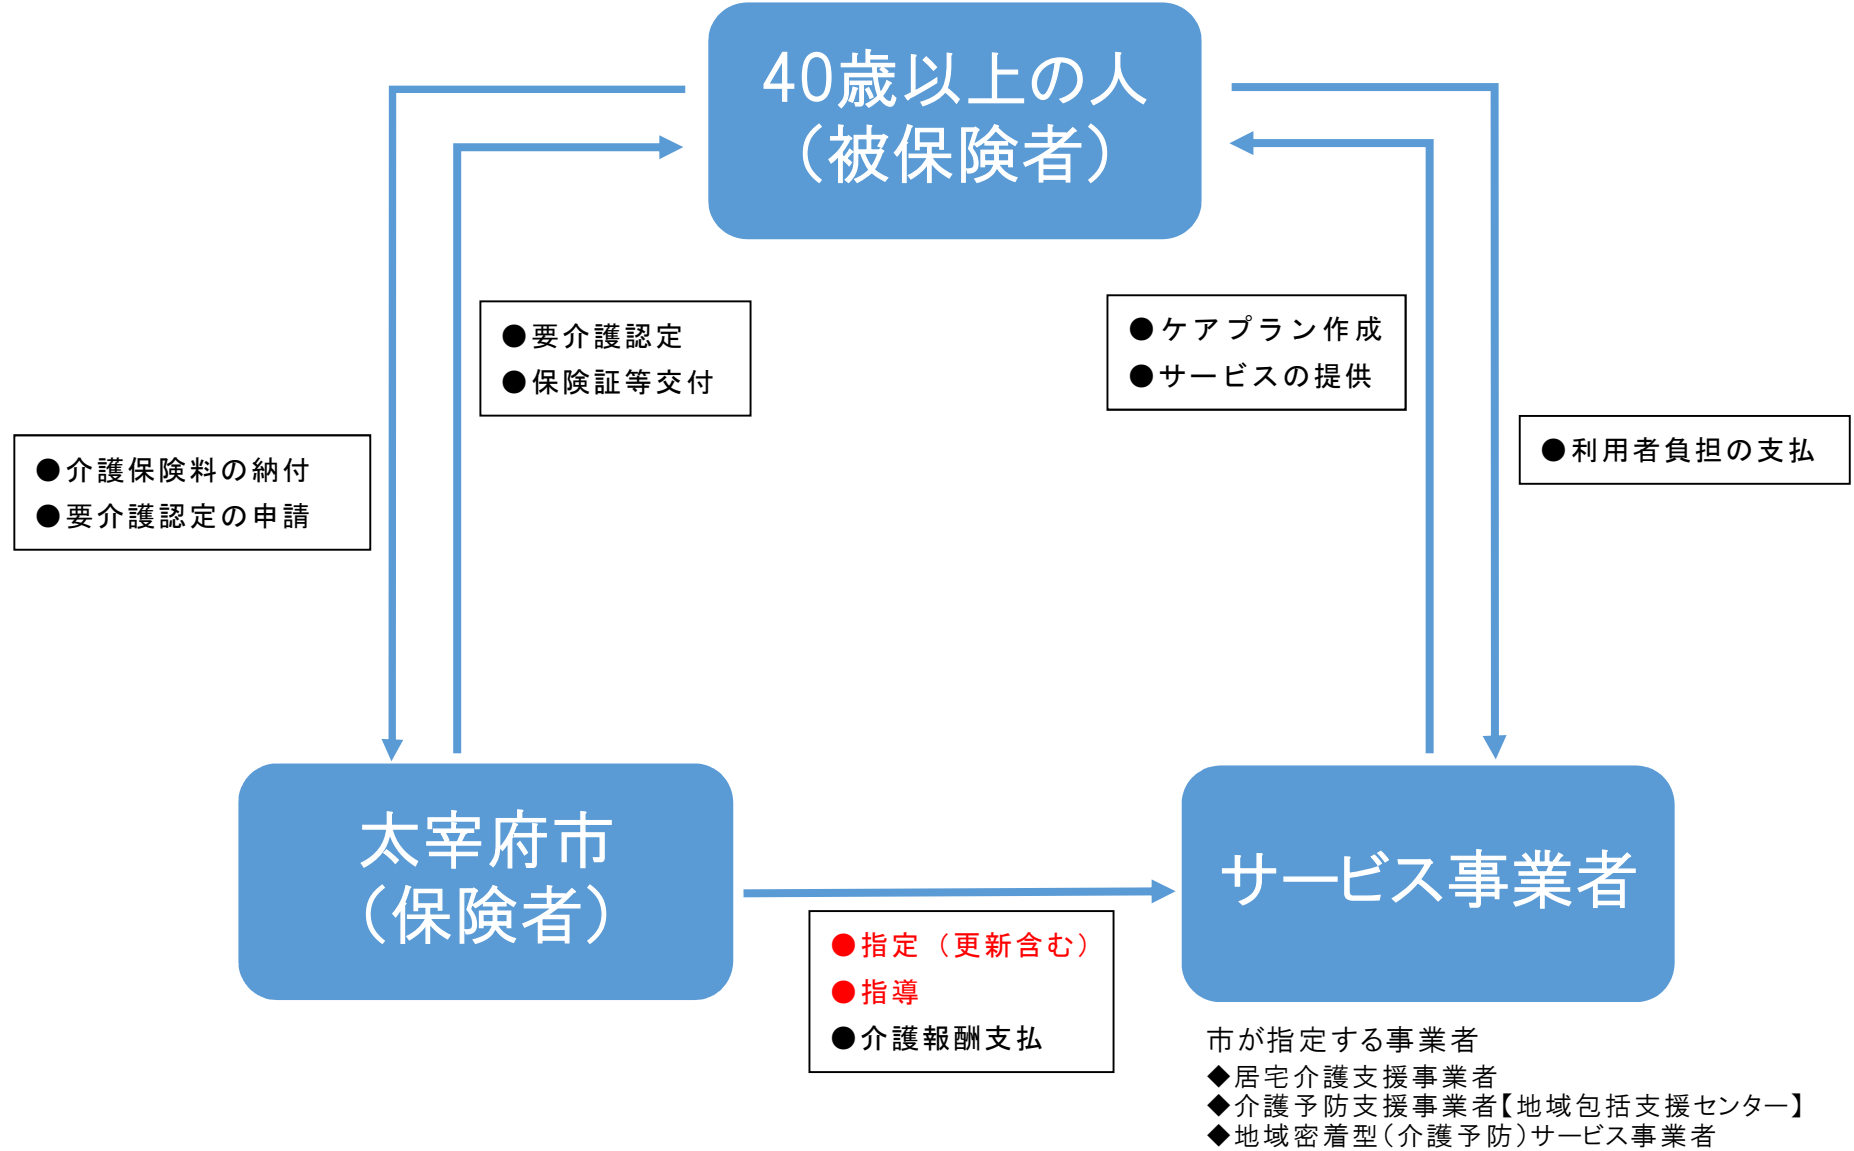 40歳以上の人
（被保険者）
●要介護認定
●保険証等交付
●ケアプラン作成
●サービスの提供
●介護保険料の納付
●要介護認定の申請
●利用者負担の支払
太宰府市
（保険者）
サービス事業者
●指定（更新含む）
●指導
●介護報酬支払
市が指定する事業者
◆居宅介護支援事業者
◆介護予防支援事業者【地域包括支援センター】
◆地域密着型（介護予防）サービス事業者